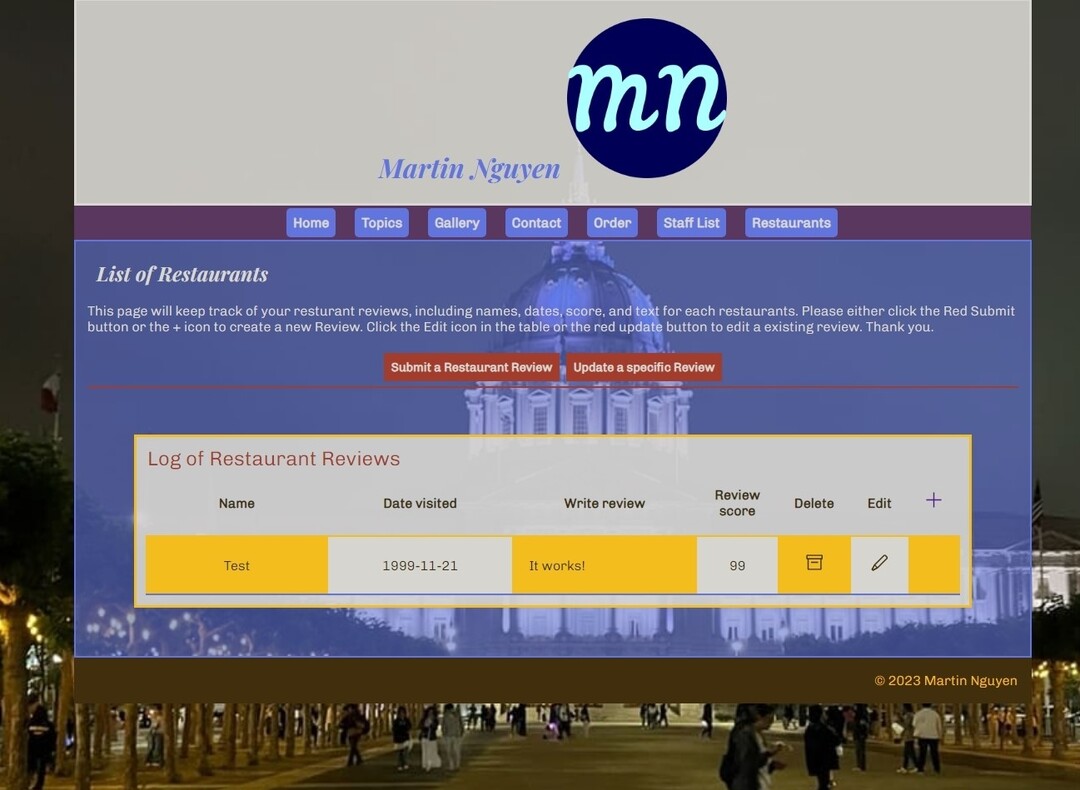 mn
Martin Nguyen
Home Topics Gallery Contact Order Staff List Restaurants
List of Restaurants
This page will keep track of your resturant reviews, including names, dates, score, and text for each restaurants. Please either click the Red Submit
button or the + icon to create a new Review. Click the Edit icon in the table or the red update button to edit a existing review. Thank you.
Submit a Restaurant Review Update a specific Review
Log of Restaurant Reviews
Name Date visited Write review Review score Delete Edit +
Test 1999-11-21 It works! 99
© 2023 Martin Nguyen